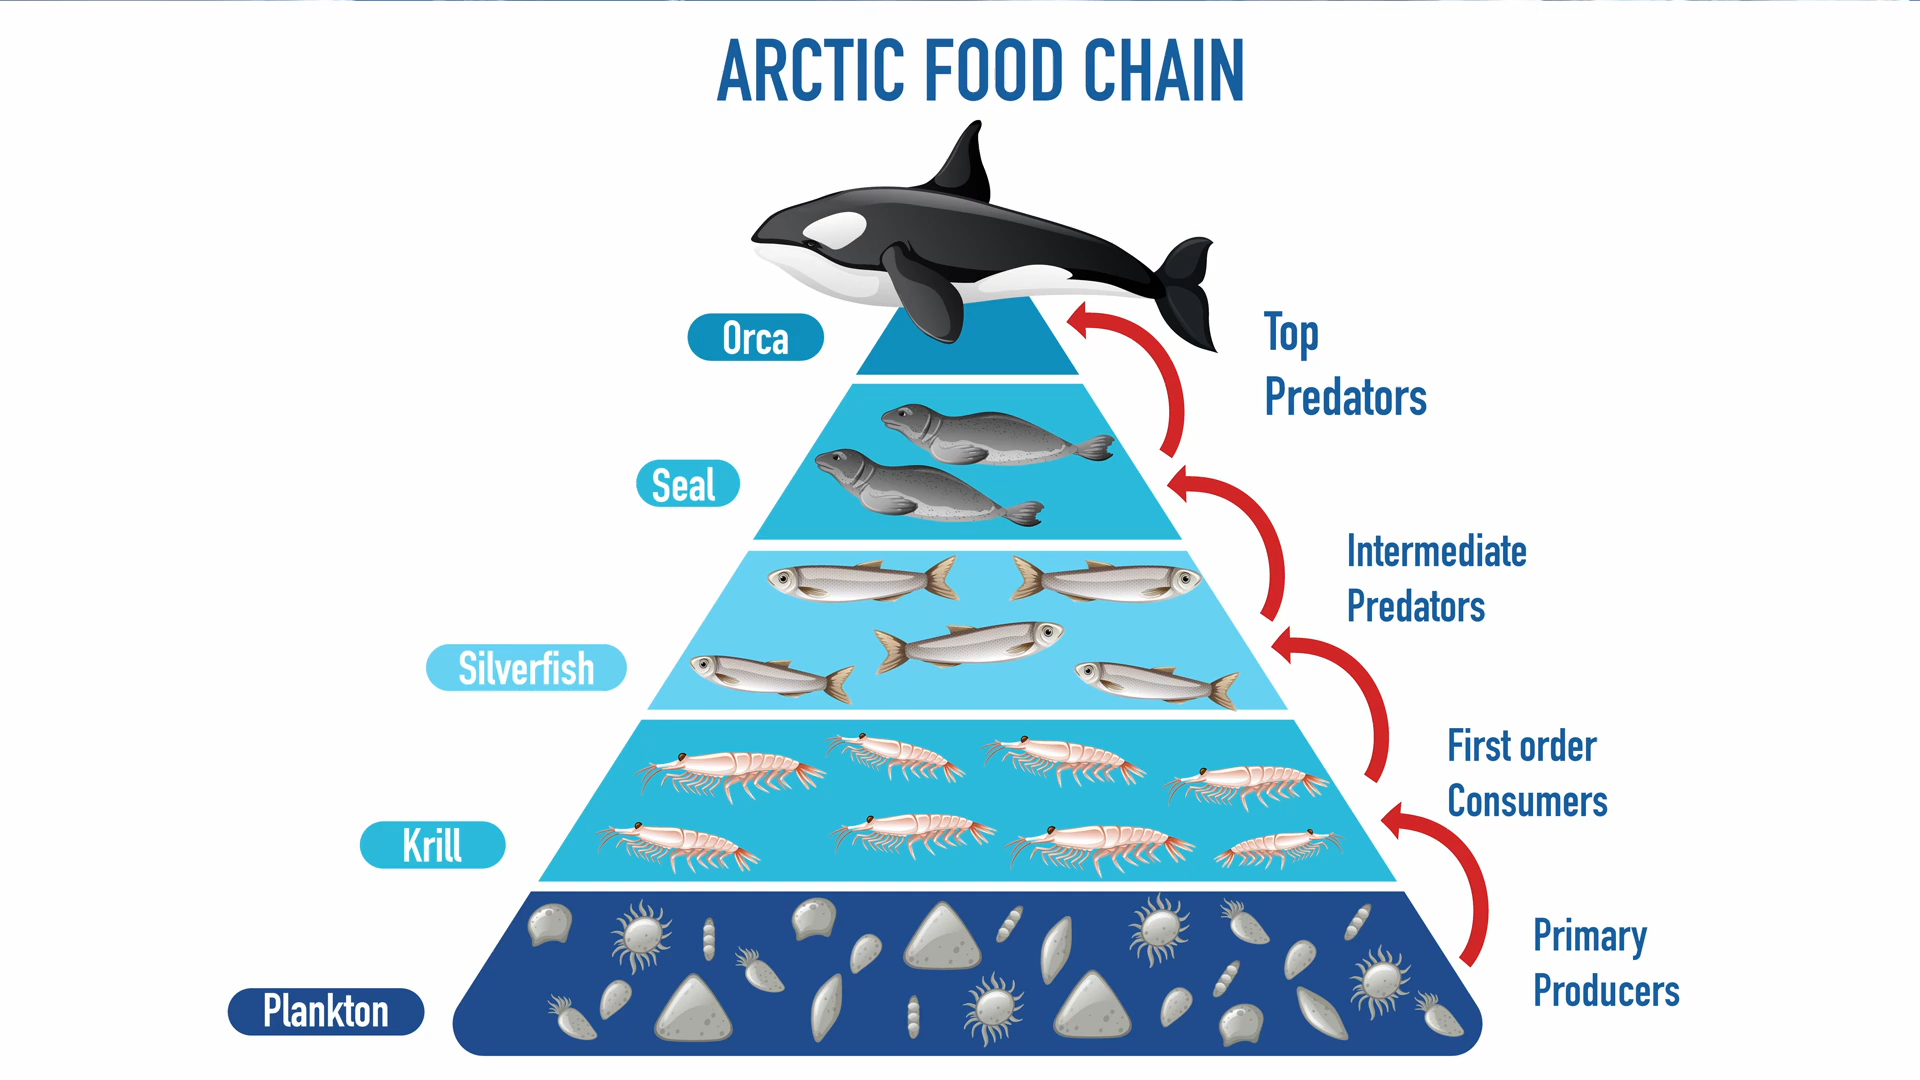 ARCTIC FOOD CHAIN
Orca
Top
Predators
Seal
Intermediate
Predators
Silverfish
First order
Consumers
Krill
Primary
Producers
Plankton